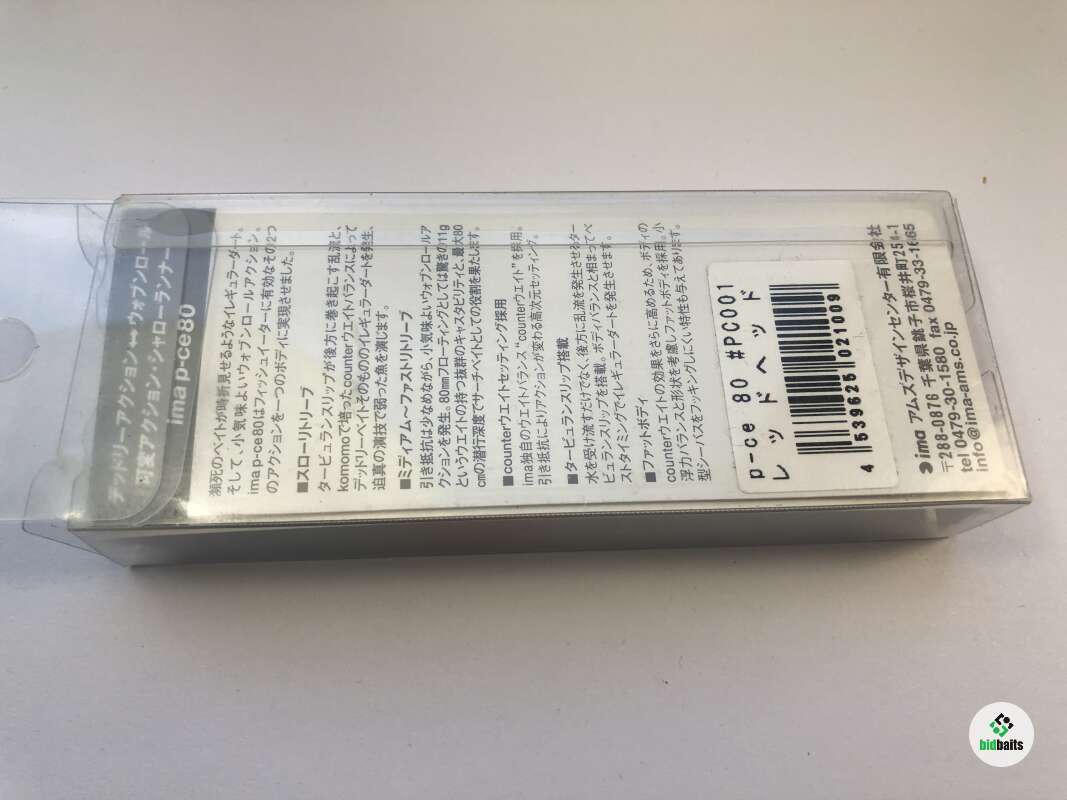 デッドリーアクション⟷ウォブンロール
可変アクションシャローランナー
ima p-ce80
瀕死のベイトが時折見せるようなイレギュラーダート。
そして、小気味よいウォブンロールアクション。
ima p-ce80はフィッシュイーターに有効なその2つ
のアクションを一つのボディに実現させました。
■スローリトリーブ
タービュランスリップが後方に巻き起こす乱流と、
komomoで培ったcounterウエイトバランスによって
デッドリーベイトそのもののイレギュラーダートを発生、
迫真の演技で弱った魚を演じます。
■ミディアム〜ファストリトリーブ
引き抵抗は少なめながら、小気味よいウォブンロールア
クションを発生。80mmフローティングとしては驚きの11g
というウエイトの持つ抜群のキャスタビリティと、最大80
cmの潜行深度でサーチベイトとしての役割を果たします。
■counterウエイトセッティング採用
ima独自のウエイトバランス“counterウエイト”を採用。
引き抵抗によりアクションが変わる高次元セッティング。
■タービュランスリップ搭載
水を受け流すだけでなく、後方に乱流を発生させるター
ビュランスリップを搭載。ボディバランスと相まってベ
ストタイミングでイレギュラーダートを発生させます。
■ファットボディ
counterウエイトの効果をさらに高めるため、ボディの
浮力バランスと形状を考慮しファットボディを採用。小
型シーバスをフッキングしにくい特性も与えてあります。
p-ce 80 #PC001
レッドヘッド
4 539625 021009
ima アムズデザインセンター有限会社
〒288-0876 千葉県銚子市桜井町254-1
tel 0479-30-1580 fax 0479-33-1665
info@ima-ams.co.jp
bidbaits